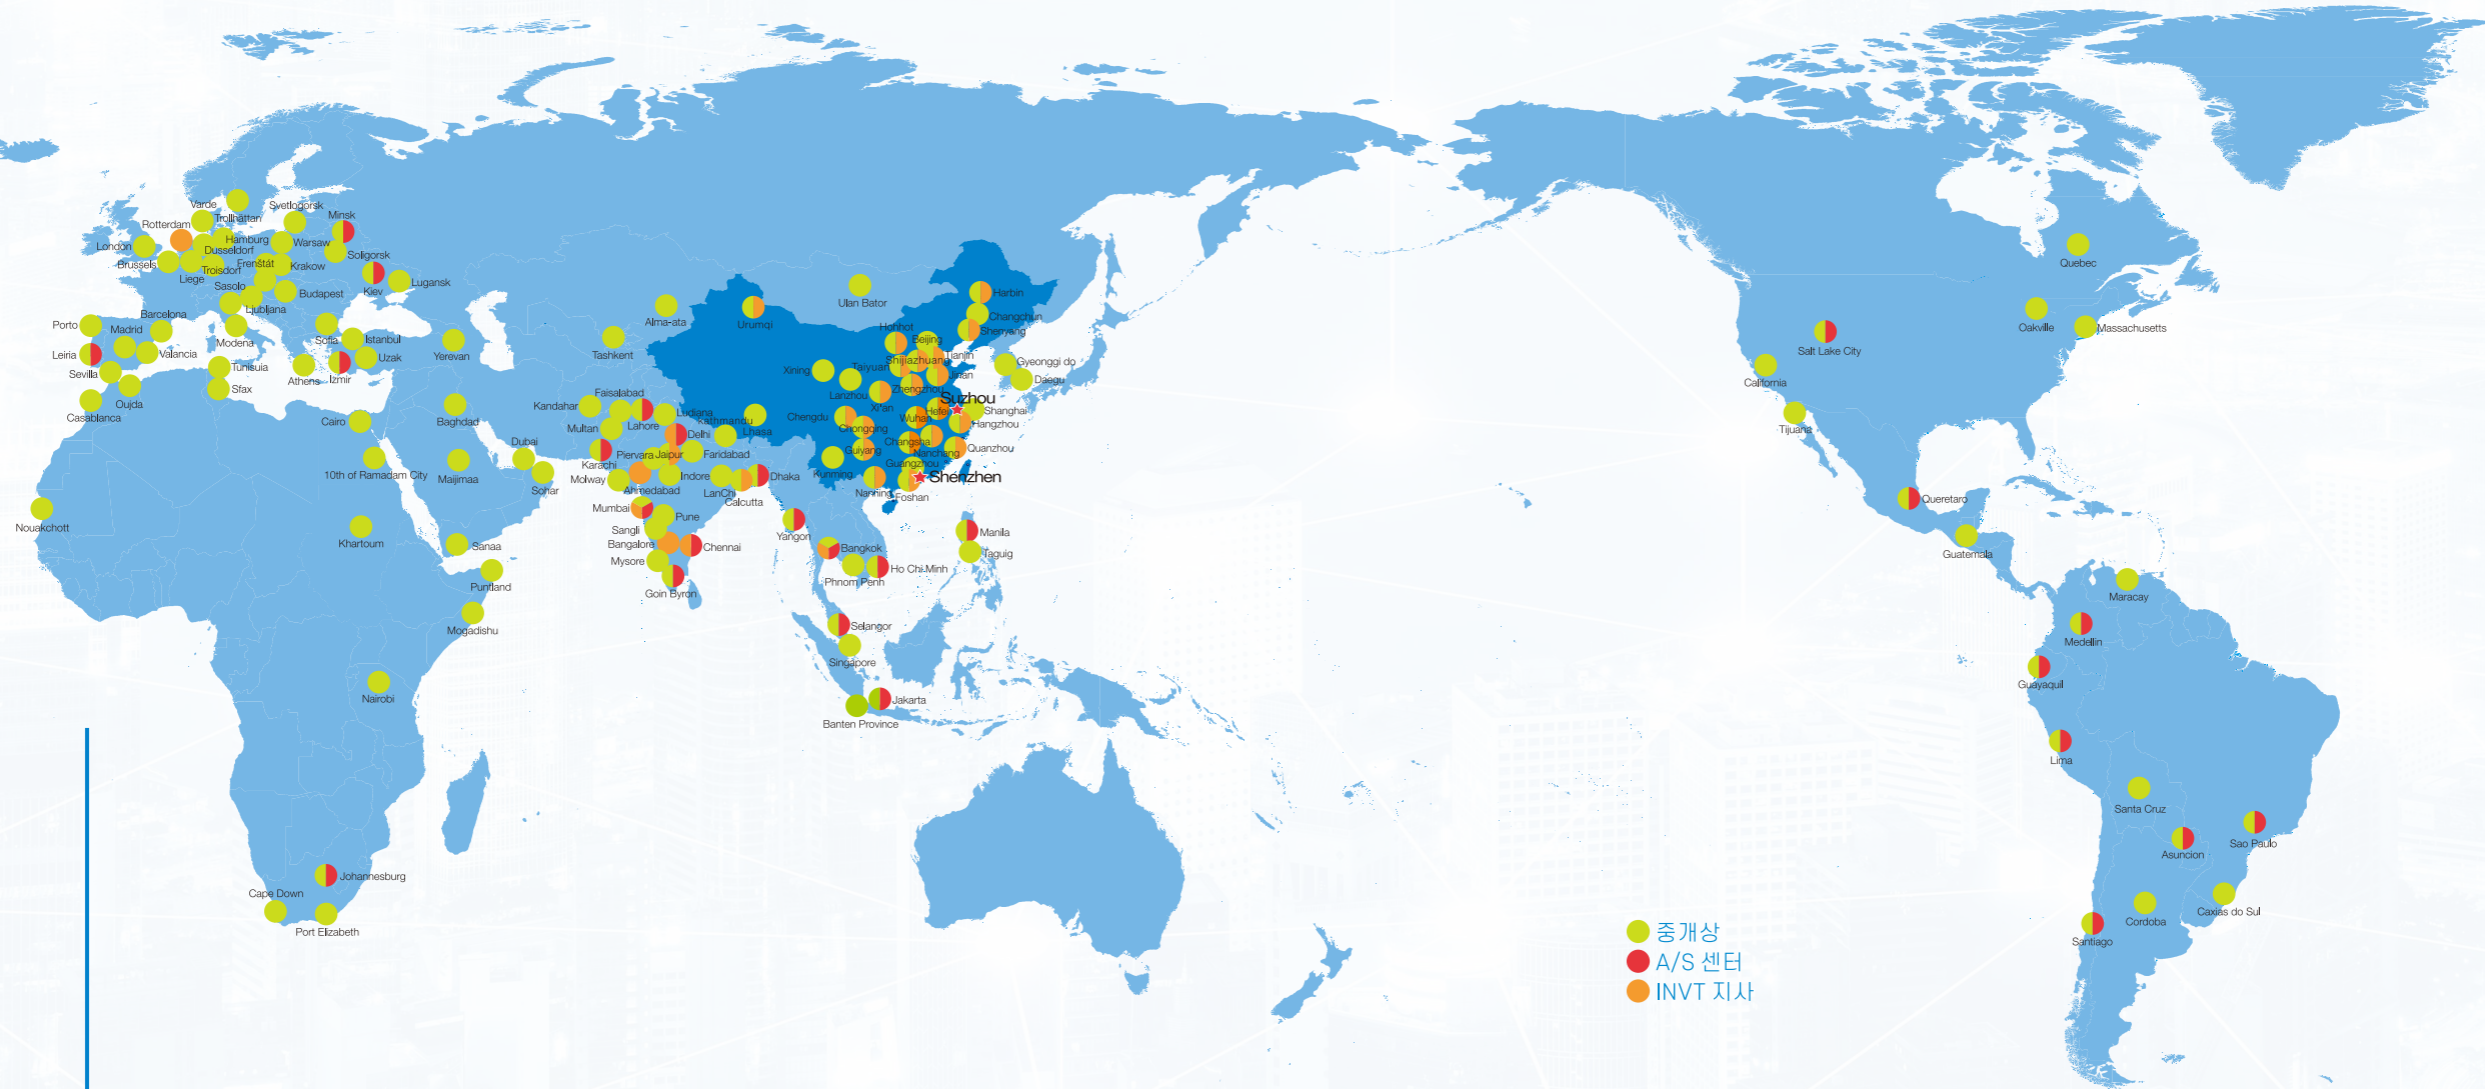 Varde
Trollhättan
Rotterdam
Svetlogorsk
Minsk
London
Hamburg
Dusseldorf
Warsaw
Soligorsk
Brussels
Liege
Troisdorf
Frenštát
Krakow
Kiev
Lugansk
Sasolo
Budapest
Ljubljana
Barcelona
Porto
Madrid
Modena
Sofia
Istanbul
Leiria
Valancia
Uzak
Yerevan
Sevilla
Tunisuia
Athens
Izmir
Casablanca
Oujda
Sfax
Cairo
Baghdad
10th of Ramadam City
Maijimaa
Dubai
Sohar
Nouakchott
Khartoum
Sanaa
Puntland
Mogadishu
Nairobi
Johannesburg
Cape Down
Port Elizabeth
Alma-ata
Tashkent
Urumqi
Ulan Bator
Harbin
Changchun
Shenyang
Hohhot
Beijing
Tianjin
Shijiazhuang
Taiyuan
Jinan
Gyeonggi do
Daegu
Xining
Lanzhou
Zhengzhou
Xi'an
Suzhou
Shanghai
Hefei
Wuhan
Hangzhou
Chengdu
Chongqing
Changsha
Nanchang
Quanzhou
Guiyang
Guangzhou
Kunming
Nanning
Foshan
Shenzhen
Kandahar
Faisalabad
Multan
Lahore
Ludiana
Kathmandu
Lhasa
Delhi
Karachi
Piervara
Jaipur
Faridabad
Molway
Ahmedabad
Indore
LanChi
Calcutta
Dhaka
Mumbai
Pune
Sangli
Bangalore
Chennai
Mysore
Goin Byron
Yangon
Bangkok
Phnom Penh
Ho Chi-Minh
Manila
Taguig
Selangor
Singapore
Jakarta
Banten Province
Quebec
Oakville
Massachusetts
Salt Lake City
California
Tijuana
Queretaro
Guatemala
Maracay
Medellin
Guayaquil
Lima
Santa Cruz
Sao Paulo
Asuncion
Caxias do Sul
Cordoba
Santiago
중개상
A/S 센터
INVT 지사